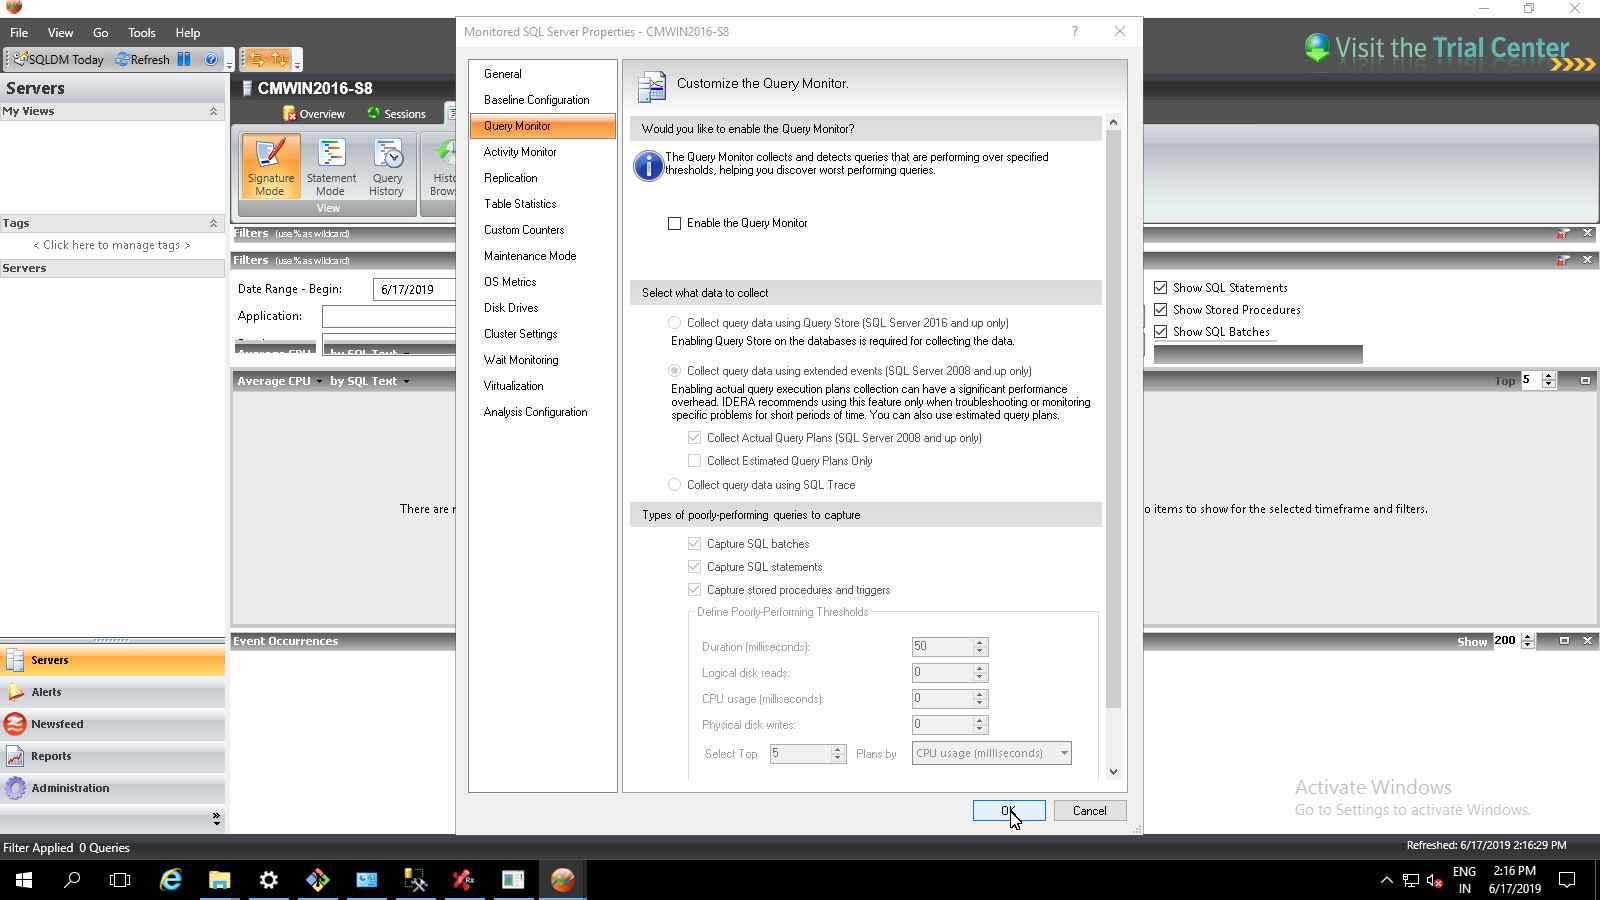 Monitored SQL Server Properties - CMWIN2016-S8
?
File View Go Tools Help
SQLDM Today Refresh
Visit the Trial Center
Servers
My Views
Tags
< Click here to manage tags >
Servers
CMWIN2016-S8
Overview Sessions
Signature Mode
Statement Mode
Query History
View
Filters (use % as wildcard)
Filters (use % as wildcard)
Date Range - Begin: 6/17/2019
Application:
Average CPU by SQL Text
Average CPU by SQL Text
There are
Event Occurrences
General
Baseline Configuration
Query Monitor
Activity Monitor
Replication
Table Statistics
Custom Counters
Maintenance Mode
OS Metrics
Disk Drives
Cluster Settings
Wait Monitoring
Virtualization
Analysis Configuration
Customize the Query Monitor.
Would you like to enable the Query Monitor?
The Query Monitor collects and detects queries that are performing over specified
thresholds, helping you discover worst performing queries.
Enable the Query Monitor
Select what data to collect
Collect query data using Query Store (SQL Server 2016 and up only)
Enabling Query Store on the databases is required for collecting the data.
Collect query data using extended events (SQL Server 2008 and up only)
Enabling actual query execution plans collection can have a significant performance
overhead. IDERA recommends using this feature only when troubleshooting or monitoring
specific problems for short periods of time. You can also use estimated query plans.
Collect Actual Query Plans (SQL Server 2008 and up only)
Collect Estimated Query Plans Only
Collect query data using SQL Trace
Types of poorly-performing queries to capture
Capture SQL batches
Capture SQL statements
Capture stored procedures and triggers
Define Poorly-Performing Thresholds
Duration (milliseconds): 50
Logical disk reads: 0
CPU usage (milliseconds): 0
Physical disk writes: 0
Select Top 5 Plans by CPU usage (milliseconds)
OK Cancel
Show SQL Statements
Show Stored Procedures
Show SQL Batches
Top 5
items to show for the selected timeframe and filters.
Show 200
Servers
Alerts
Newsfeed
Reports
Administration
Activate Windows
Go to Settings to activate Windows.
Filter Applied 0 Queries
Refreshed: 6/17/2019 2:16:29 PM
ENG
IN
2:16 PM
6/17/2019